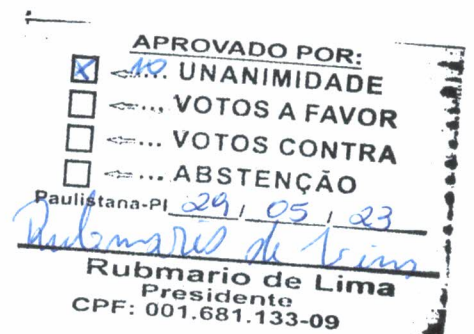 APROVADO POR:
X 10 UNANIMIDADE
... VOTOS A FAVOR
... VOTOS CONTRA
... ABSTENÇÃO
Paulistana-PI 29 / 05 / 23
Rubmario de Lima
Rubmario de Lima
Presidente
CPF: 001.681.133-09